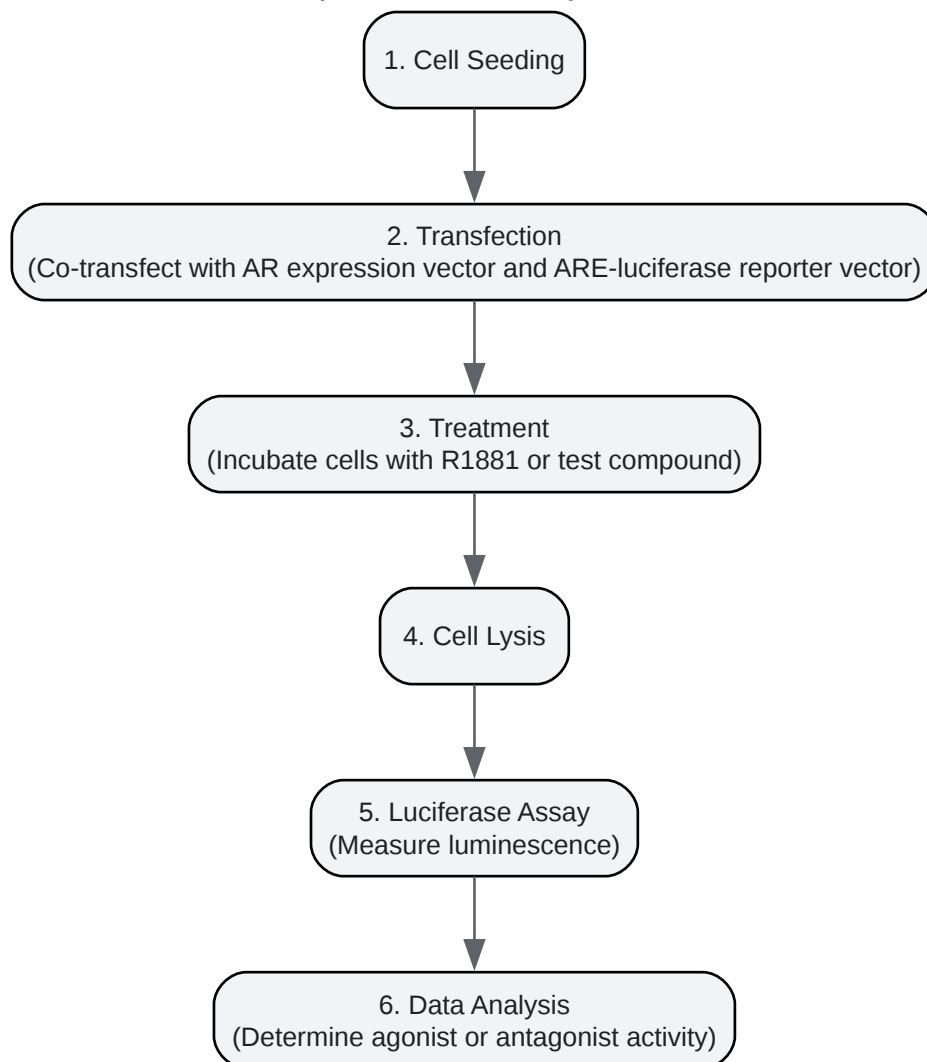 1. Cell Seeding
2. Transfection
(Co-transfect with AR expression vector and ARE-luciferase reporter vector)
3. Treatment
(Incubate cells with R1881 or test compound)
4. Cell Lysis
5. Luciferase Assay
(Measure luminescence)
6. Data Analysis
(Determine agonist or antagonist activity)